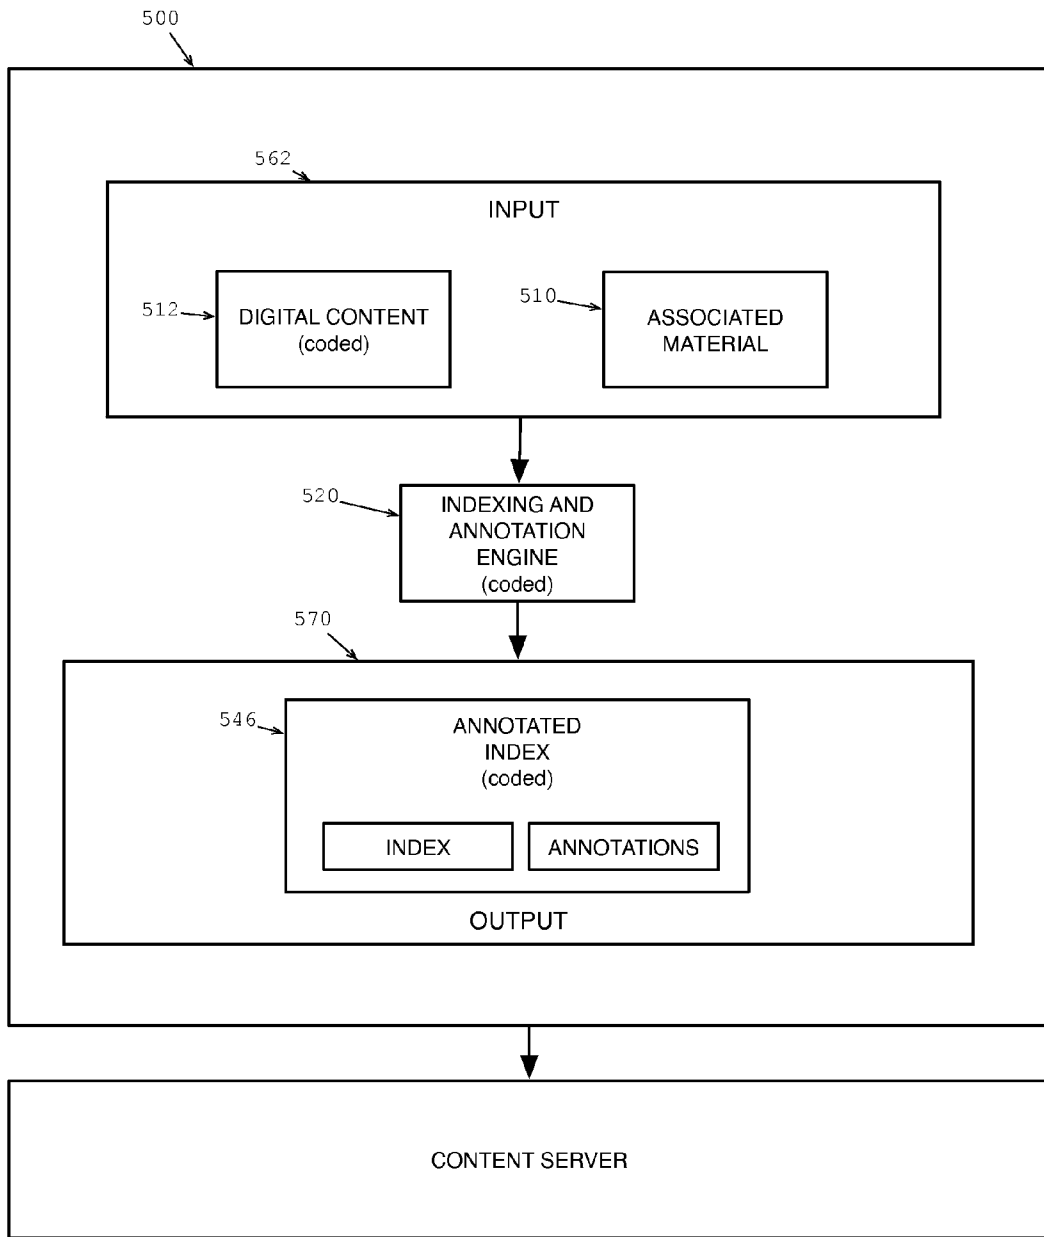 500
562
INPUT
512
DIGITAL CONTENT
(coded)
510
ASSOCIATED
MATERIAL
520
INDEXING AND
ANNOTATION
ENGINE
(coded)
570
546
ANNOTATED
INDEX
(coded)
INDEX
ANNOTATIONS
OUTPUT
CONTENT SERVER